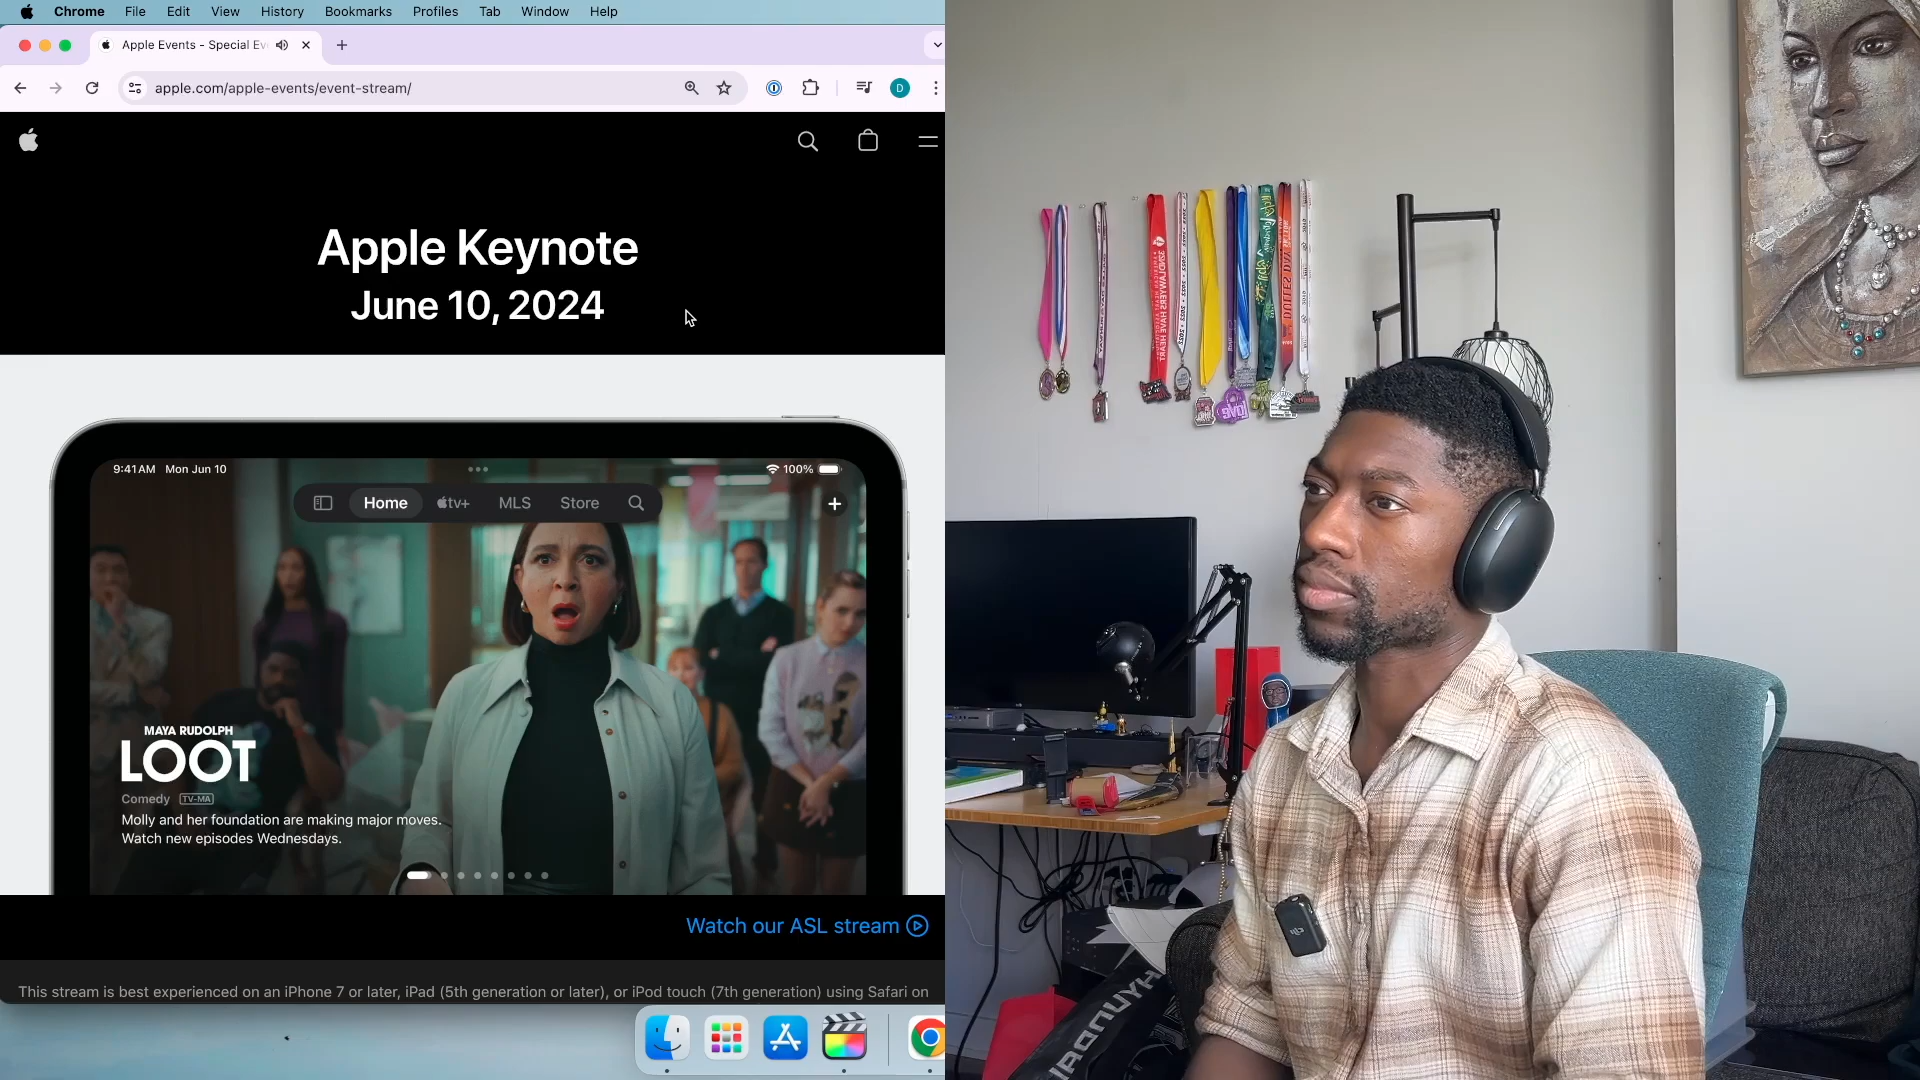 Chrome File Edit View History Bookmarks Profiles Tab Window Help
Apple Events - Special Ev
apple.com/apple-events/event-stream/
D
Apple Keynote
June 10, 2024
9:41 AM Mon Jun 10
100%
Home tv+ MLS Store
MAYA RUDOLPH
LOOT
Comedy TV-MA
Molly and her foundation are making major moves.
Watch new episodes Wednesdays.
Watch our ASL stream
This stream is best experienced on an iPhone 7 or later, iPad (5th generation or later), or iPod touch (7th generation) using Safari on
dji